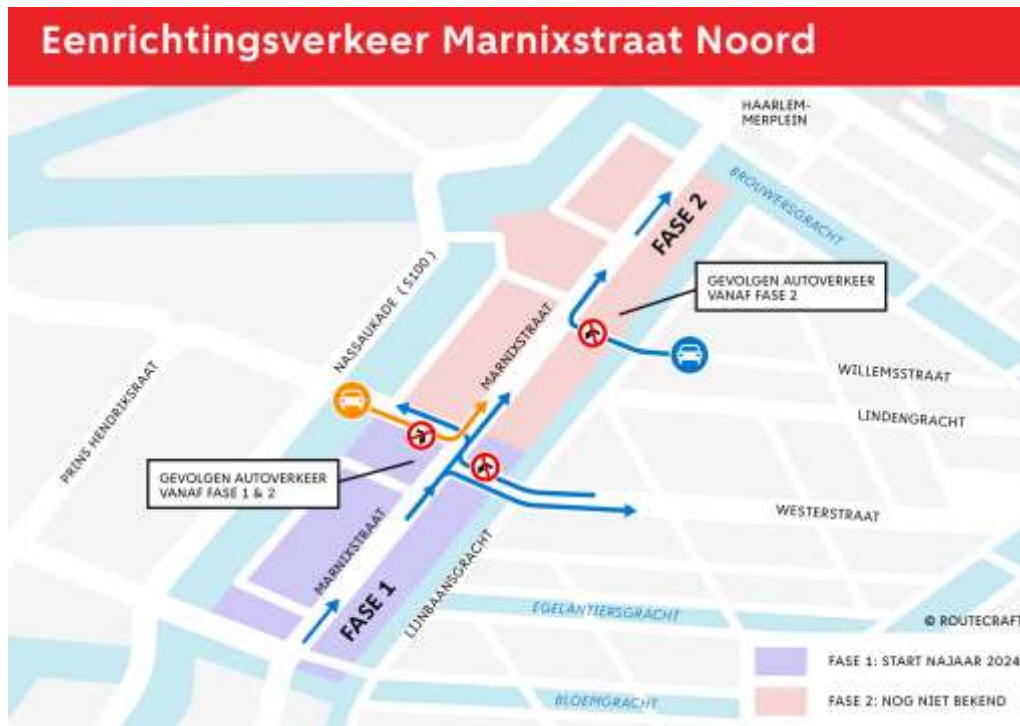 Eenrichtingsverkeer Marnixstraat Noord
HAARLEM-
MERPLEIN
BROUWERSGRACHT
FASE 2
NASSAUKADE (S100)
GEVOLGEN AUTOVERKEER
VANAF FASE 2
MARNIXSTRAAT
WILLEMSSTRAAT
LINDENGRACHT
PRINS HENDRIKSRAAT
GEVOLGEN AUTOVERKEER
VANAF FASE 1 & 2
WESTERSTRAAT
MARNIXSTRAAT
FASE 1
LIJNBAANSGRACHT
EGELANTIERSGRACHT
© ROUTECRAFT
FASE 1: START NAJAAR 2024
FASE 2: NOG NIET BEKEND
BLOEMGRACHT